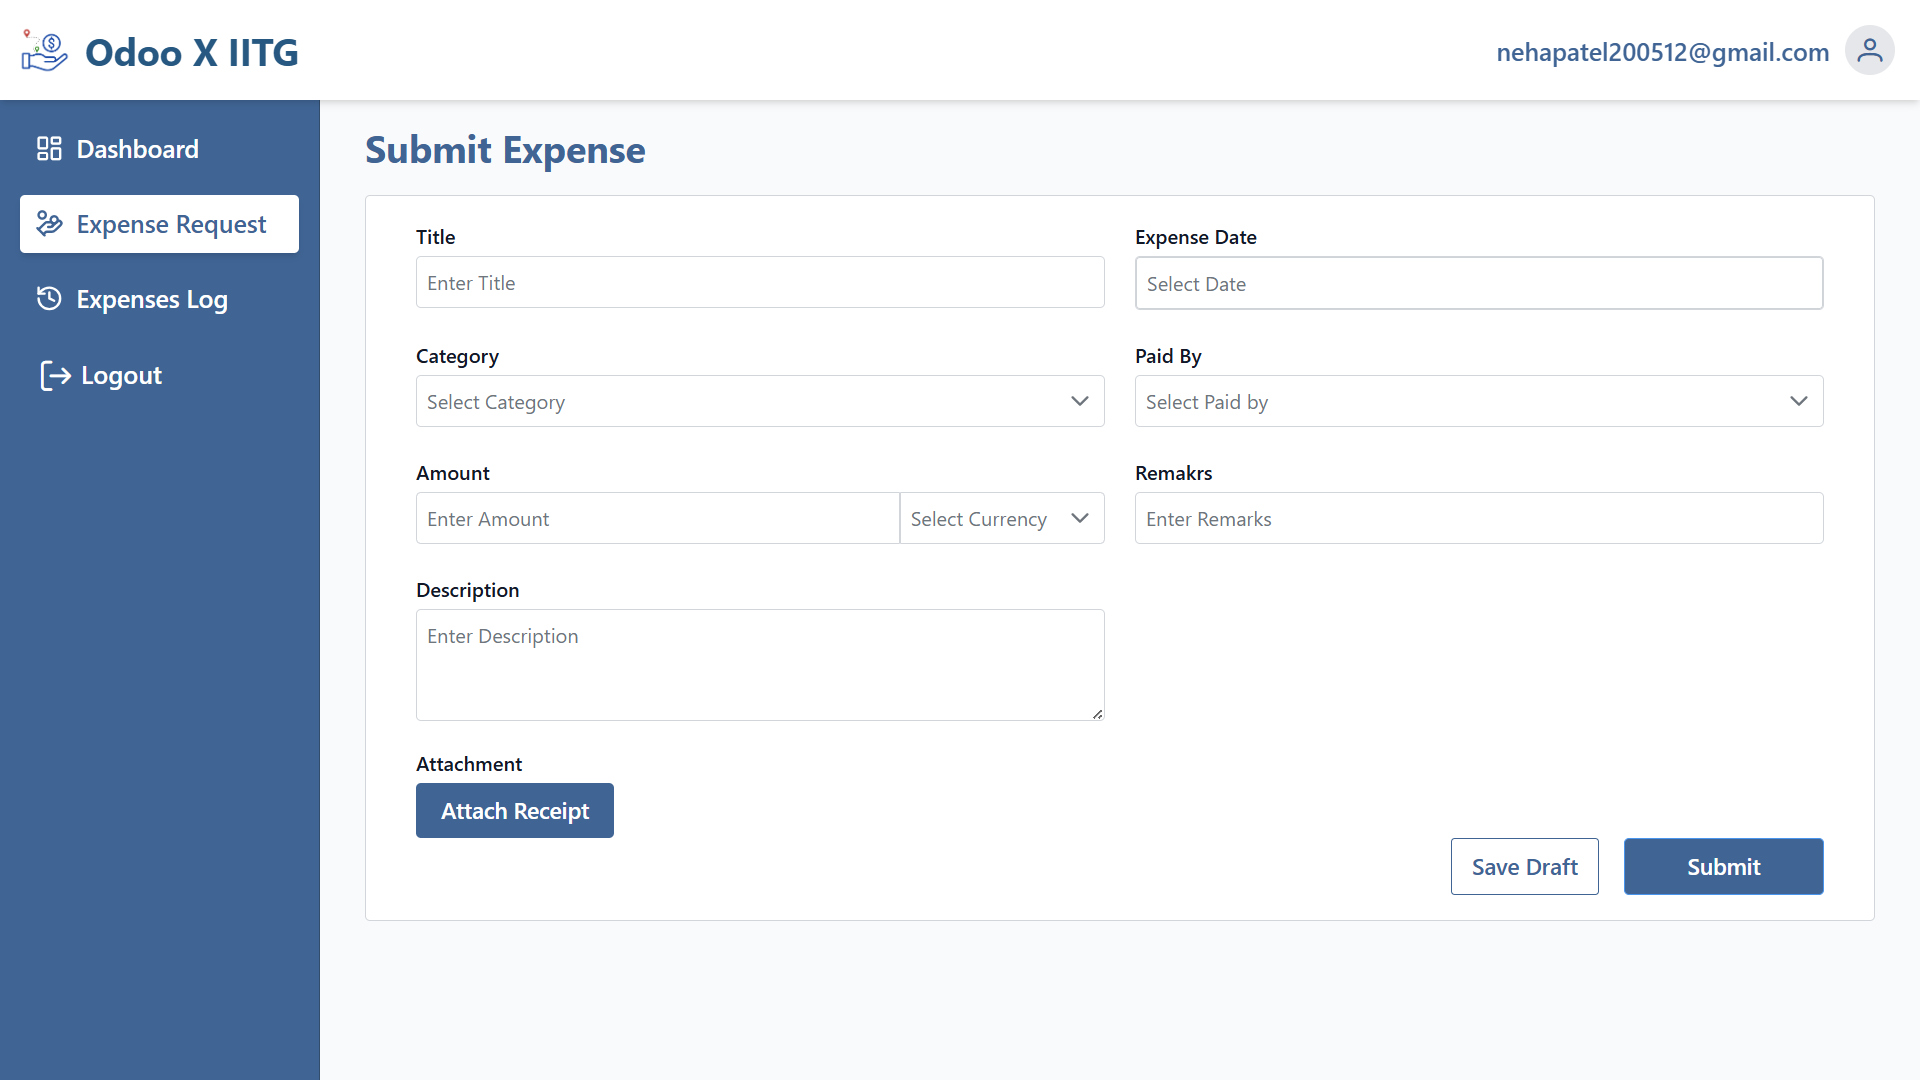 Odoo X IITG
nehapatel200512@gmail.com
Dashboard
Expense Request
Expenses Log
Logout
Submit Expense
Title
Enter Title
Expense Date
Select Date
Category
Select Category
Paid By
Select Paid by
Amount
Enter Amount
Select Currency
Remakrs
Enter Remarks
Description
Enter Description
Attachment
Attach Receipt
Save Draft
Submit